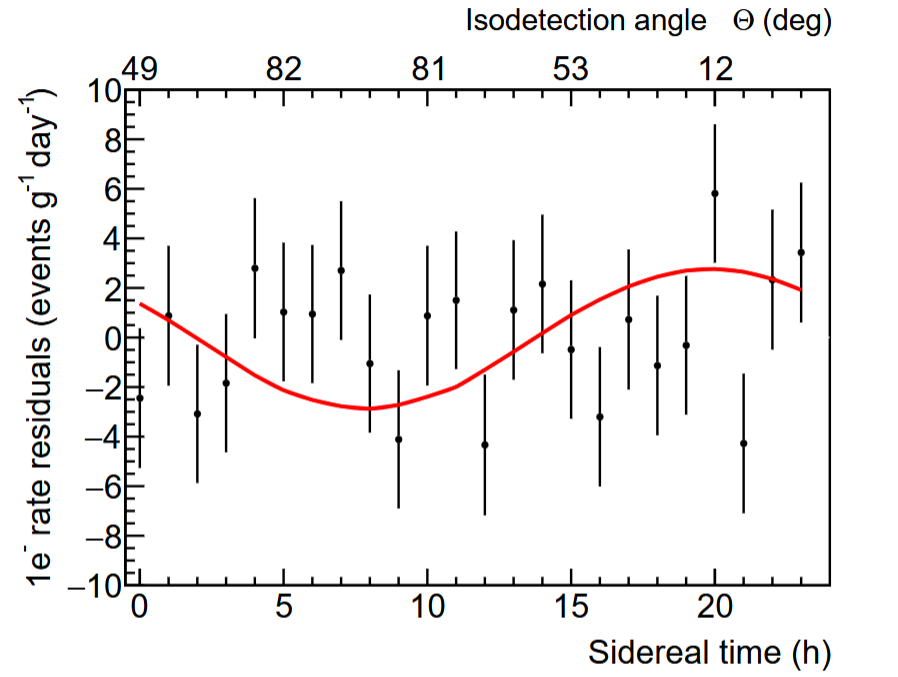 Isodetection angle Θ (deg)
49 82 81 53 12
1e⁻ rate residuals (events g⁻¹ day⁻¹)
10
8
6
4
2
0
−2
−4
−6
−8
−10
0 5 10 15 20
Sidereal time (h)